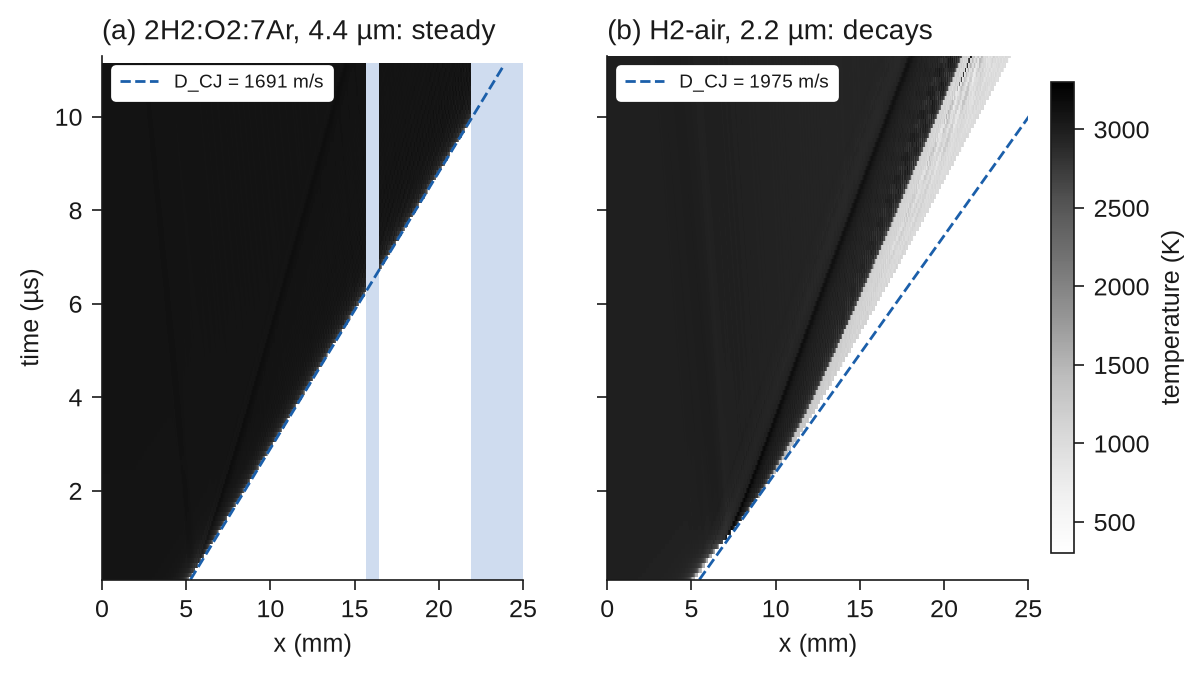 (a) 2H2:O2:7Ar, 4.4 µm: steady
(b) H2-air, 2.2 µm: decays
D_CJ = 1691 m/s
D_CJ = 1975 m/s
10
8
6
4
2
time (µs)
3000
2500
2000
1500
1000
500
temperature (K)
0 5 10 15 20 25
0 5 10 15 20 25
x (mm)
x (mm)